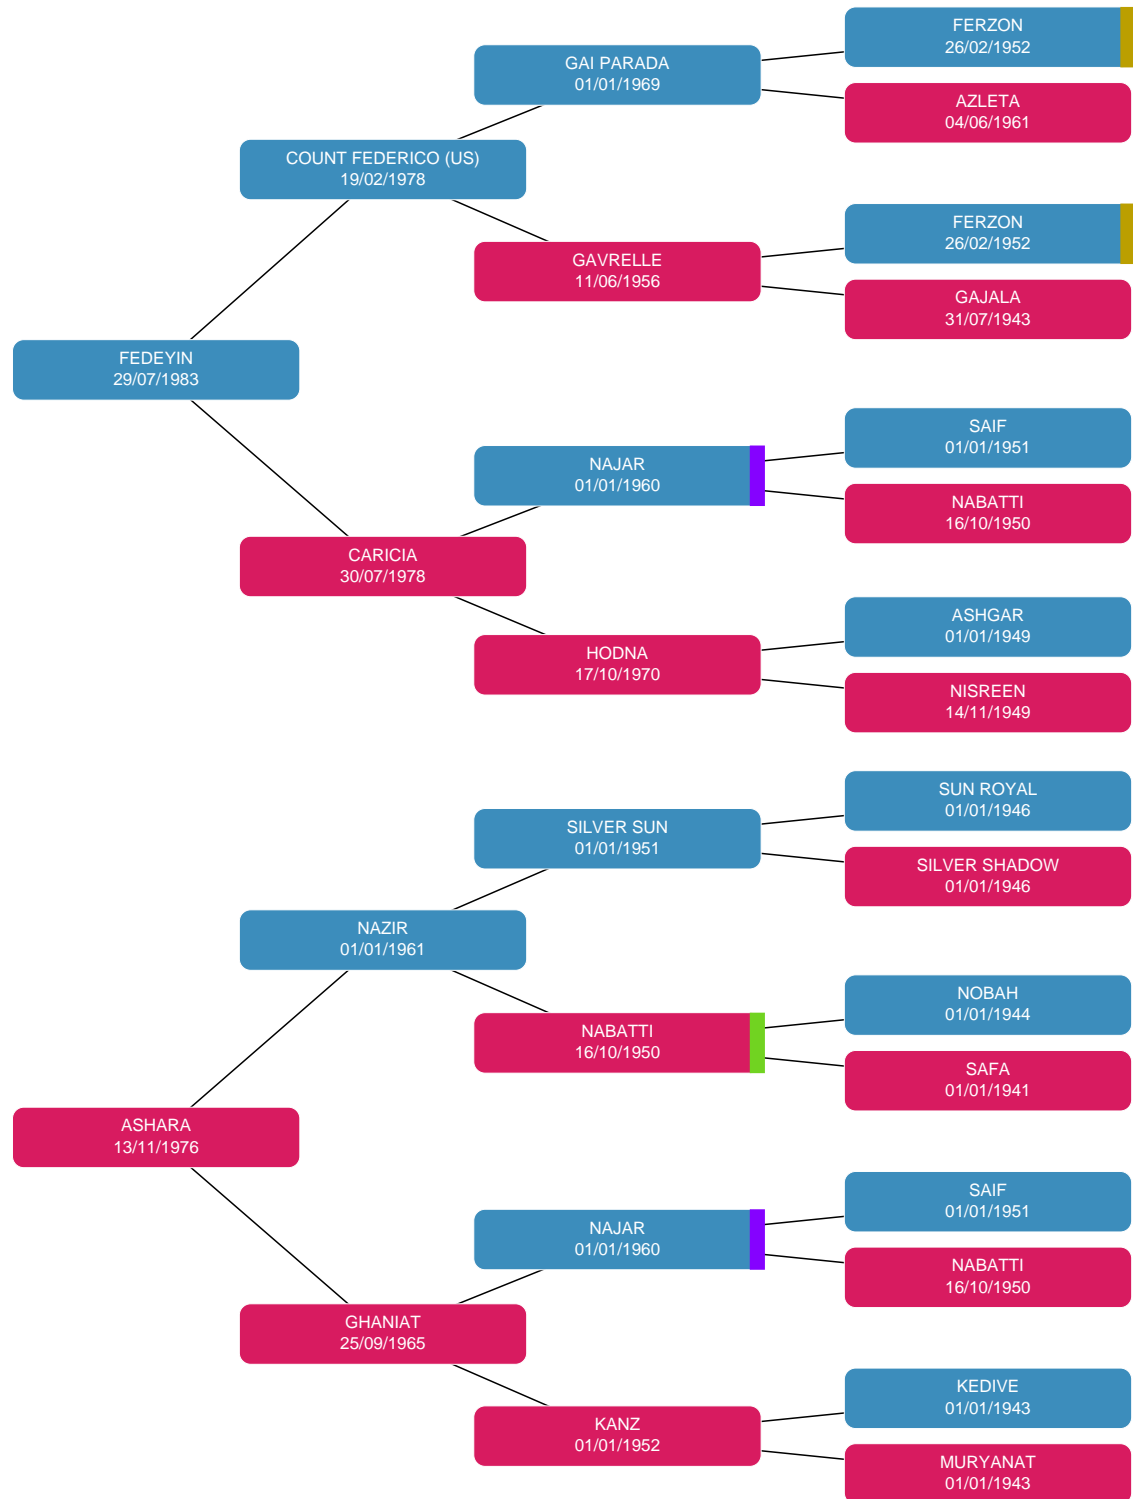 FERZON
26/02/1952
GAI PARADA
01/01/1969
AZLETA
04/06/1961
COUNT FEDERICO (US)
19/02/1978
FERZON
26/02/1952
GAVRELLE
11/06/1956
GAJALA
31/07/1943
FEDEYIN
29/07/1983
SAIF
01/01/1951
NAJAR
01/01/1960
NABATTI
16/10/1950
CARICIA
30/07/1978
ASHGAR
01/01/1949
HODNA
17/10/1970
NISREEN
14/11/1949
SUN ROYAL
01/01/1946
SILVER SUN
01/01/1951
SILVER SHADOW
01/01/1946
NAZIR
01/01/1961
NOBAH
01/01/1944
NABATTI
16/10/1950
SAFA
01/01/1941
ASHARA
13/11/1976
SAIF
01/01/1951
NAJAR
01/01/1960
NABATTI
16/10/1950
GHANIAT
25/09/1965
KEDIVE
01/01/1943
KANZ
01/01/1952
MURYANAT
01/01/1943